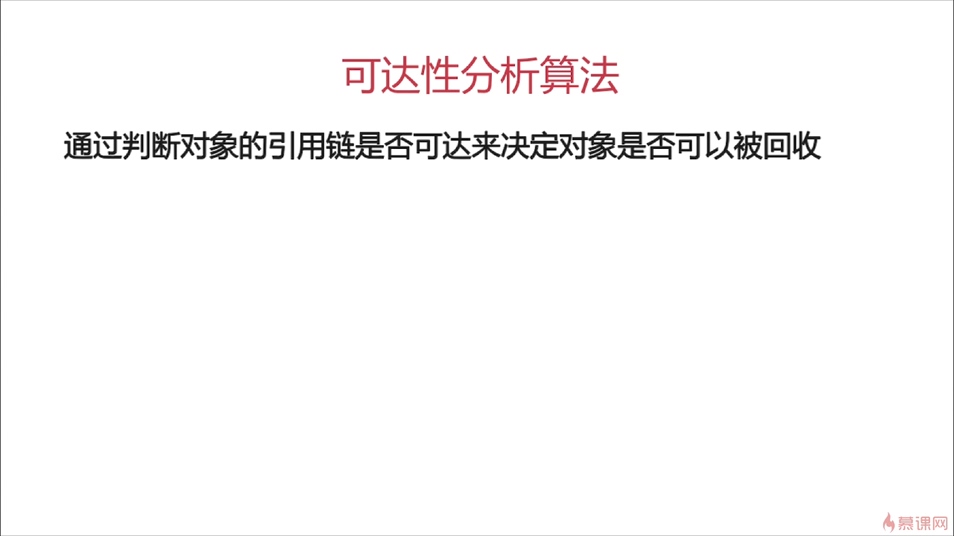 可达性分析算法
通过判断对象的引用链是否可达来决定对象是否可以被回收
慕课网